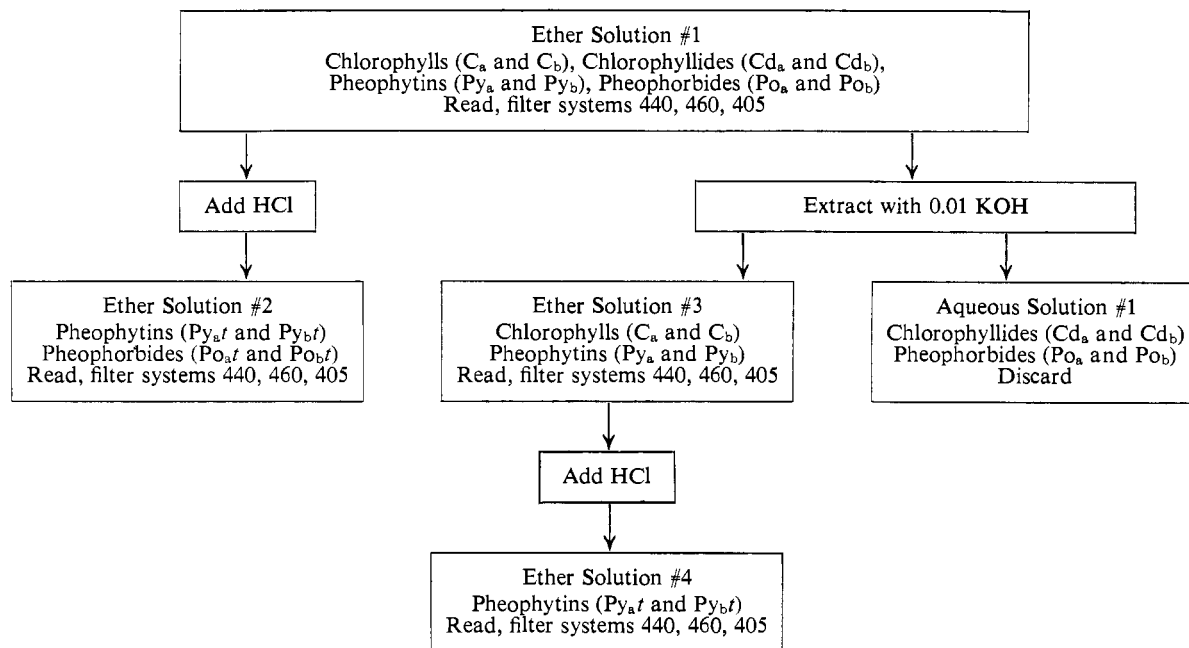 Ether Solution #1
Chlorophylls (Ca and Cb), Chlorophyllides (Cda and Cdb),
Pheophytins (Pya and Pyb), Pheophorbides (Poa and Pob)
Read, filter systems 440, 460, 405
Add HCl
Extract with 0.01 KOH
Ether Solution #2
Pheophytins (Pyat and Pybt)
Pheophorbides (Poat and Pobt)
Read, filter systems 440, 460, 405
Ether Solution #3
Chlorophylls (Ca and Cb)
Pheophytins (Pya and Pyb)
Read, filter systems 440, 460, 405
Aqueous Solution #1
Chlorophyllides (Cda and Cdb)
Pheophorbides (Poa and Pob)
Discard
Add HCl
Ether Solution #4
Pheophytins (Pyat and Pybt)
Read, filter systems 440, 460, 405